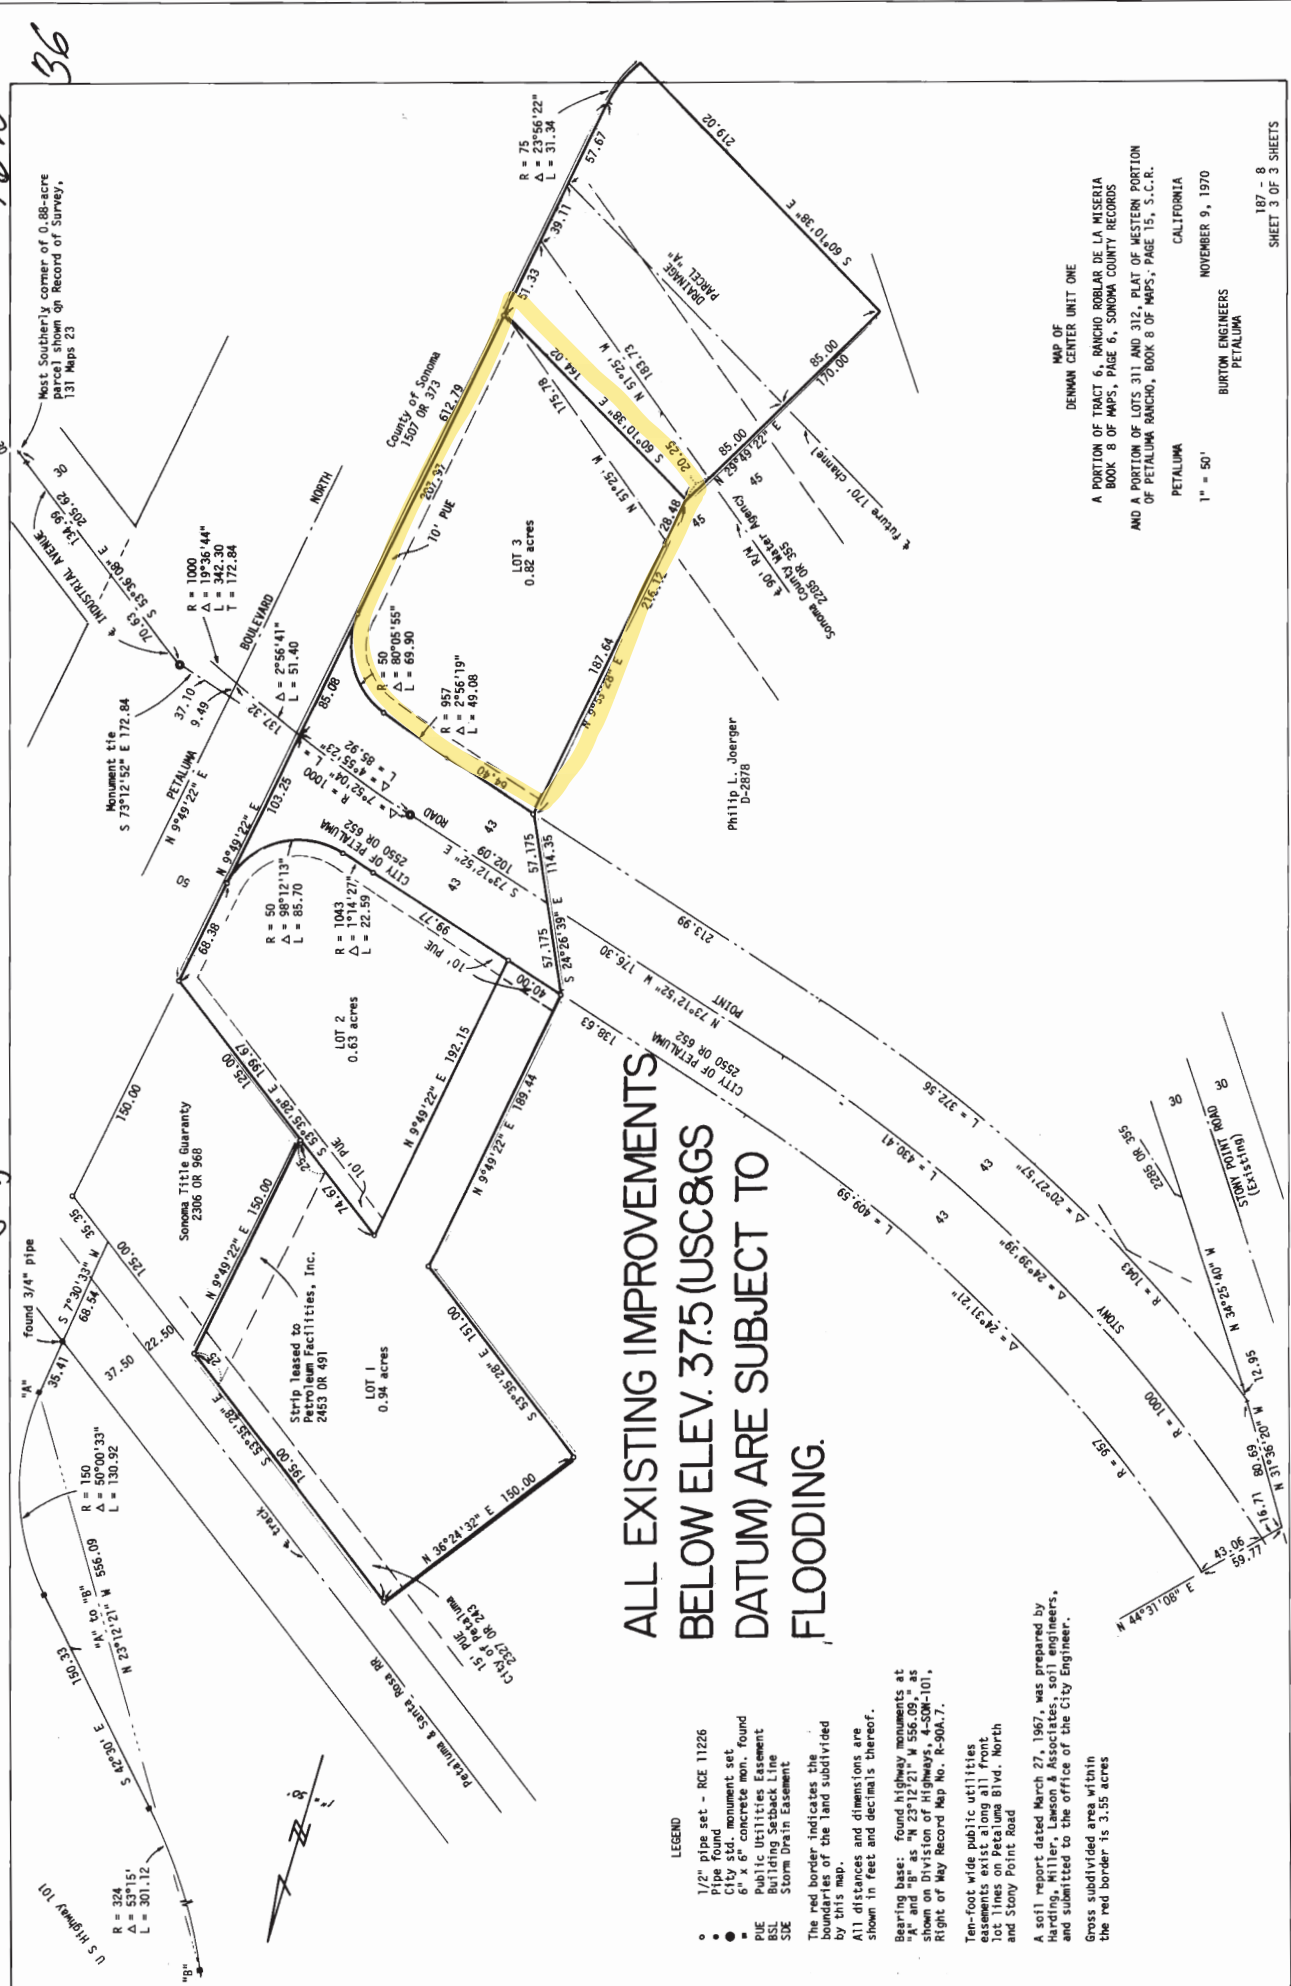 36
Most Southerly corner of 0.88-acre
parcel shown on Record of Survey,
131 Maps 23
℄ INDUSTRIAL AVENUE
134.99
205.62
30
70.63
S 53°36'08" E
R = 1000
Δ = 19°36'44"
L = 342.30
T = 172.84
Monument tie
S 73°12'52" E 172.84
37.10
9.49
137.32
Δ = 2°56'41"
L = 51.40
PETALUMA
BOULEVARD
NORTH
N 9°49'22" E
50
County of Sonoma
1507 OR 373
612.79
207.93
10' PUE
85.08
103.25
N 9°49'22" E
68.38
R = 75
Δ = 23°56'22"
L = 31.34
57.67
39.11
51.33
219.02
S 60°10'38" E
DRAINAGE
PARCEL "A"
N 51°25' W
183.73
164.02
S 60°10'38" E
175.78
N 51°25' W
20.25
85.00
170.00
85.00
N 29°49'22" E
45
45
℄ future 170' channel
℄ 90' R/W
Sonoma County Water Agency
2205 OR 355
LOT 3
0.82 acres
28.48
216.12
187.64
N 9°53'28" E
R = 50
Δ = 80°05'55"
L = 69.90
R = 957
Δ = 2°56'19"
L = 49.08
64.40
R = 1000
Δ = 7°52'04"
Δ = 4°55'23"
L = 85.92
ROAD
CITY OF PETALUMA
2550 OR 652
S 73°12'52" E
102.09
43
43
Philip L. Joerger
D-2878
57.175
114.35
57.175
S 24°26'39" E
R = 50
Δ = 98°12'13"
L = 85.70
R = 1043
Δ = 1°14'27"
L = 22.59
99.77
10' PUE
40.00
LOT 2
0.63 acres
125.00
199.67
S 53°35'28" E
10' PUE
74.67
25
N 9°49'22" E 192.15
N 9°49'22" E 189.44
150.00
Sonoma Title Guaranty
2306 OR 968
N 9°49'22" E 150.00
35.35
125.00
S 7°30'33" W
68.54
found 3/4" pipe
"A"
35.41
37.50
22.50
25
Strip leased to
Petroleum Facilities, Inc.
2453 OR 491
LOT 1
0.94 acres
S 53°35'28" E
195.00
S 53°35'28" E 151.00
N 36°24'32" E 150.00
15' PUE
City of Petaluma
2327 OR 243
℄ track
Petaluma & Santa Rosa RR
R = 150
Δ = 50°00'33"
L = 130.92
"A" to "B"
N 23°12'21" W 556.09
150.33
S 42°30' E
R = 324
Δ = 53°15'
L = 301.12
U S Highway 101
"B"
1" = 50'
138.63
176.30
213.99
N 73°12'52" W
CITY OF PETALUMA
2550 OR 652
POINT
L = 372.56
L = 430.41
L = 409.59
43
43
Δ = 20°27'57"
Δ = 24°39'39"
Δ = 24°31'21"
STONY
R = 1043
R = 1000
R = 957
2285 OR 355
30
30
STONY POINT ROAD
(Existing)
N 34°25'40" W
12.95
80.69
N 31°36'20" W
16.71
43.06
59.77
N 44°31'08" E
ALL EXISTING IMPROVEMENTS
BELOW ELEV. 37.5 (USC&GS
DATUM) ARE SUBJECT TO
FLOODING.
LEGEND
1/2" pipe set - RCE 11226
Pipe found
City std. monument set
6" x 6" concrete mon. found
PUE Public Utilities Easement
BSL Building Setback Line
SDE Storm Drain Easement
The red border indicates the
boundaries of the land subdivided
by this map.
All distances and dimensions are
shown in feet and decimals thereof.
Bearing base: found highway monuments at
"A" and "B" as "N 23°12'21" W 556.09," as
shown on Division of Highways, 4-SON-101,
Right of Way Record Map No. R-90A.7.
Ten-foot wide public utilities
easements exist along all front
lot lines on Petaluma Blvd. North
and Stony Point Road
A soil report dated March 27, 1967, was prepared by
Harding, Miller, Lawson & Associates, soil engineers,
and submitted to the office of the City Engineer.
Gross subdivided area within
the red border is 3.55 acres
MAP OF
DENMAN CENTER UNIT ONE
A PORTION OF TRACT 6, RANCHO ROBLAR DE LA MISERIA
BOOK 8 OF MAPS, PAGE 6, SONOMA COUNTY RECORDS
AND A PORTION OF LOTS 311 AND 312, PLAT OF WESTERN PORTION
OF PETALUMA RANCHO, BOOK 8 OF MAPS, PAGE 15, S.C.R.
PETALUMA CALIFORNIA
1" = 50' NOVEMBER 9, 1970
BURTON ENGINEERS
PETALUMA
187 - 8
SHEET 3 OF 3 SHEETS